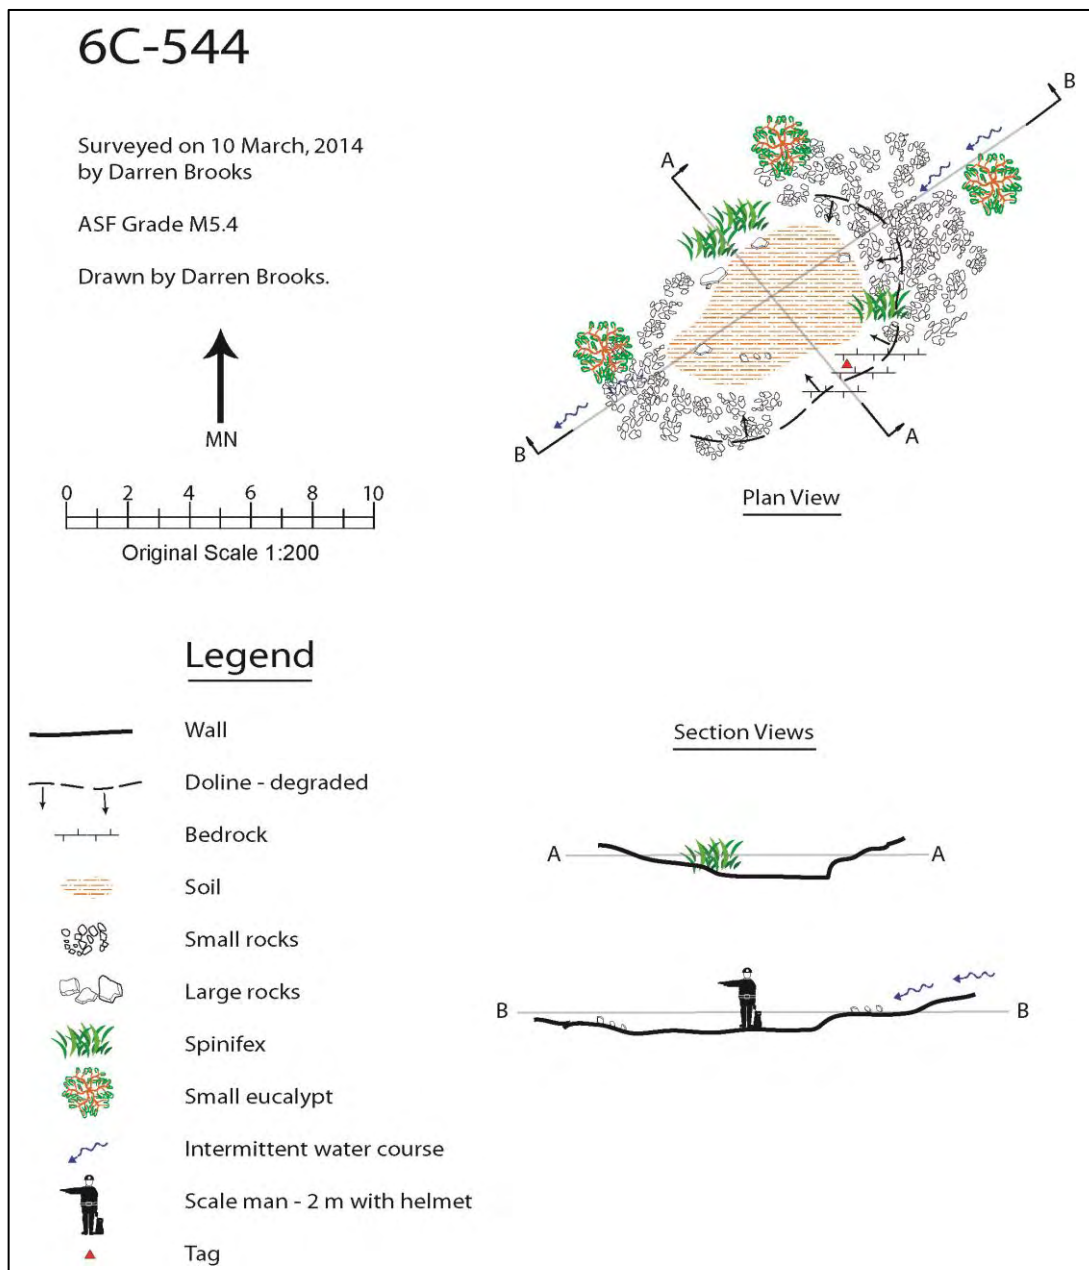 6C-544
Surveyed on 10 March, 2014
by Darren Brooks
ASF Grade M5.4
Drawn by Darren Brooks.
MN
0 2 4 6 8 10
Original Scale 1:200
B
A
B
A
Plan View
Legend
Wall
Doline - degraded
Bedrock
Soil
Small rocks
Large rocks
Spinifex
Small eucalypt
Intermittent water course
Scale man - 2 m with helmet
Tag
Section Views
A A
B B